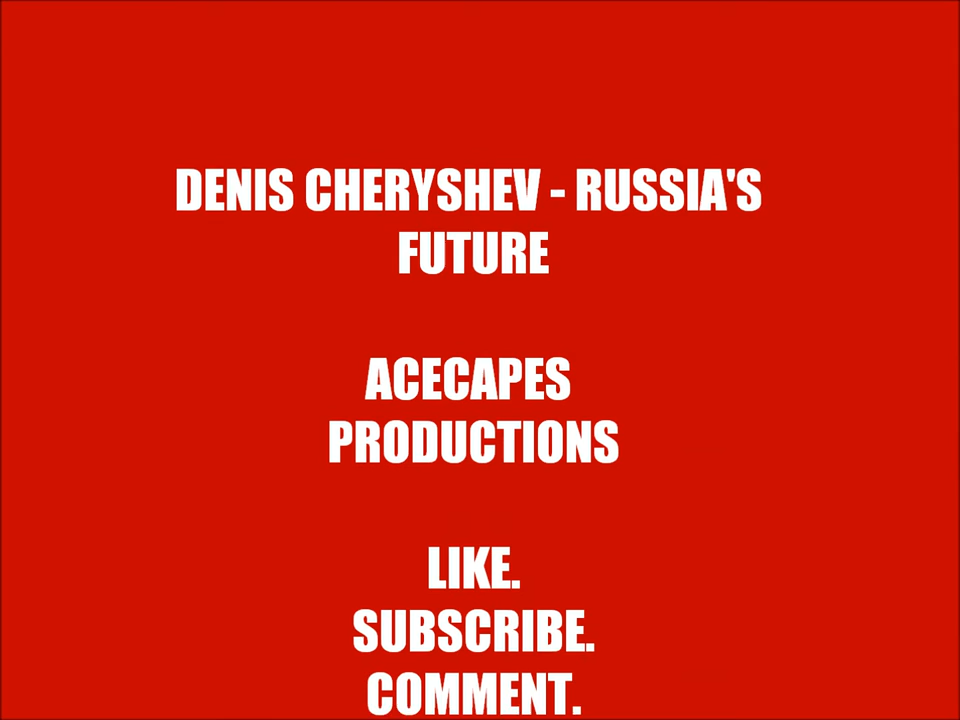 DENIS CHERYSHEV - RUSSIA'S
FUTURE
ACECAPES
PRODUCTIONS
LIKE.
SUBSCRIBE.
COMMENT.